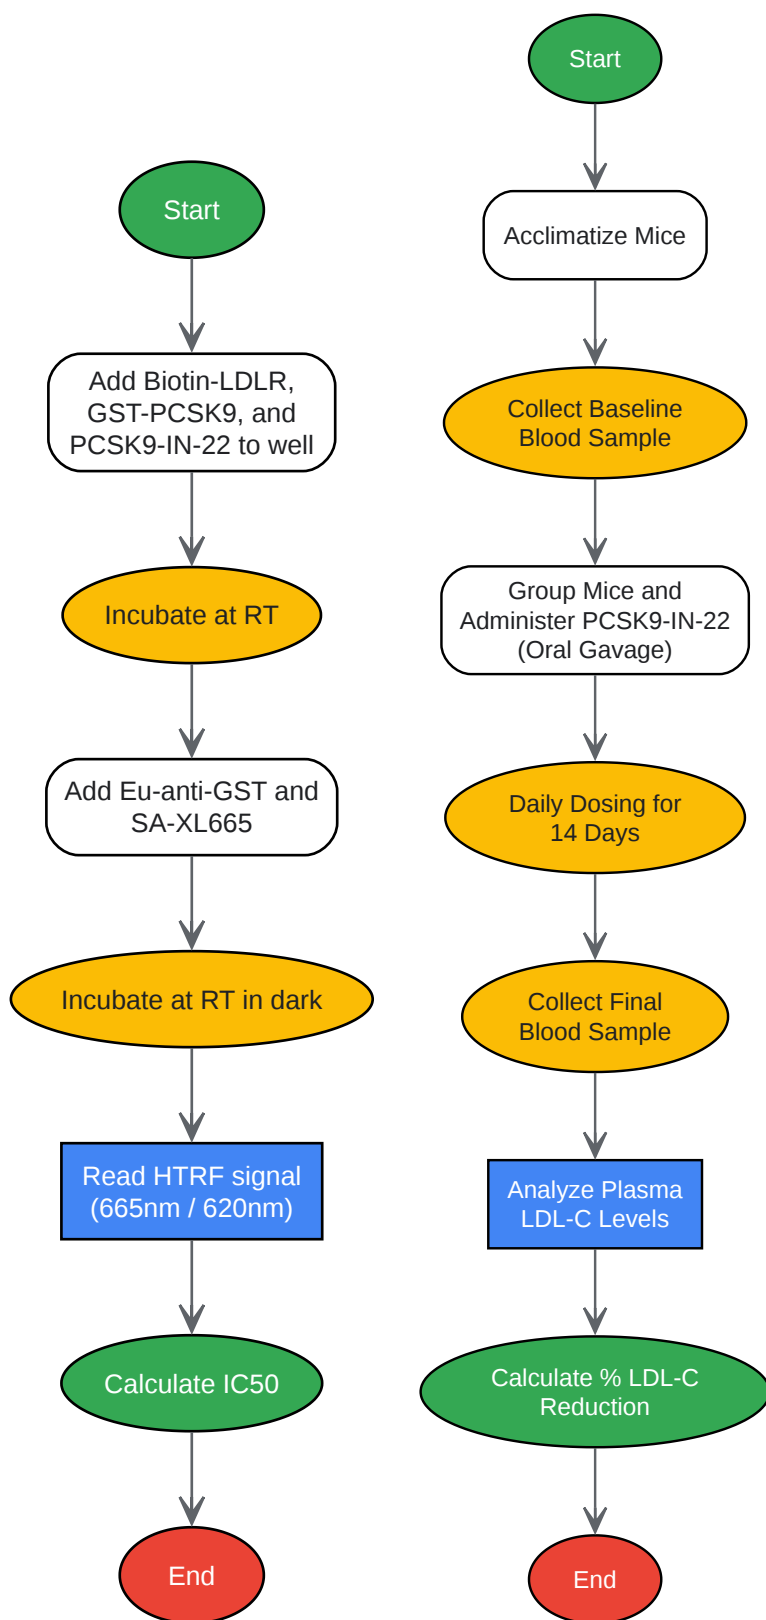 Start
Add Biotin-LDLR,
GST-PCSK9, and
PCSK9-IN-22 to well
Incubate at RT
Add Eu-anti-GST and
SA-XL665
Incubate at RT in dark
Read HTRF signal
(665nm / 620nm)
Calculate IC50
End
Start
Acclimatize Mice
Collect Baseline
Blood Sample
Group Mice and
Administer PCSK9-IN-22
(Oral Gavage)
Daily Dosing for
14 Days
Collect Final
Blood Sample
Analyze Plasma
LDL-C Levels
Calculate % LDL-C
Reduction
End